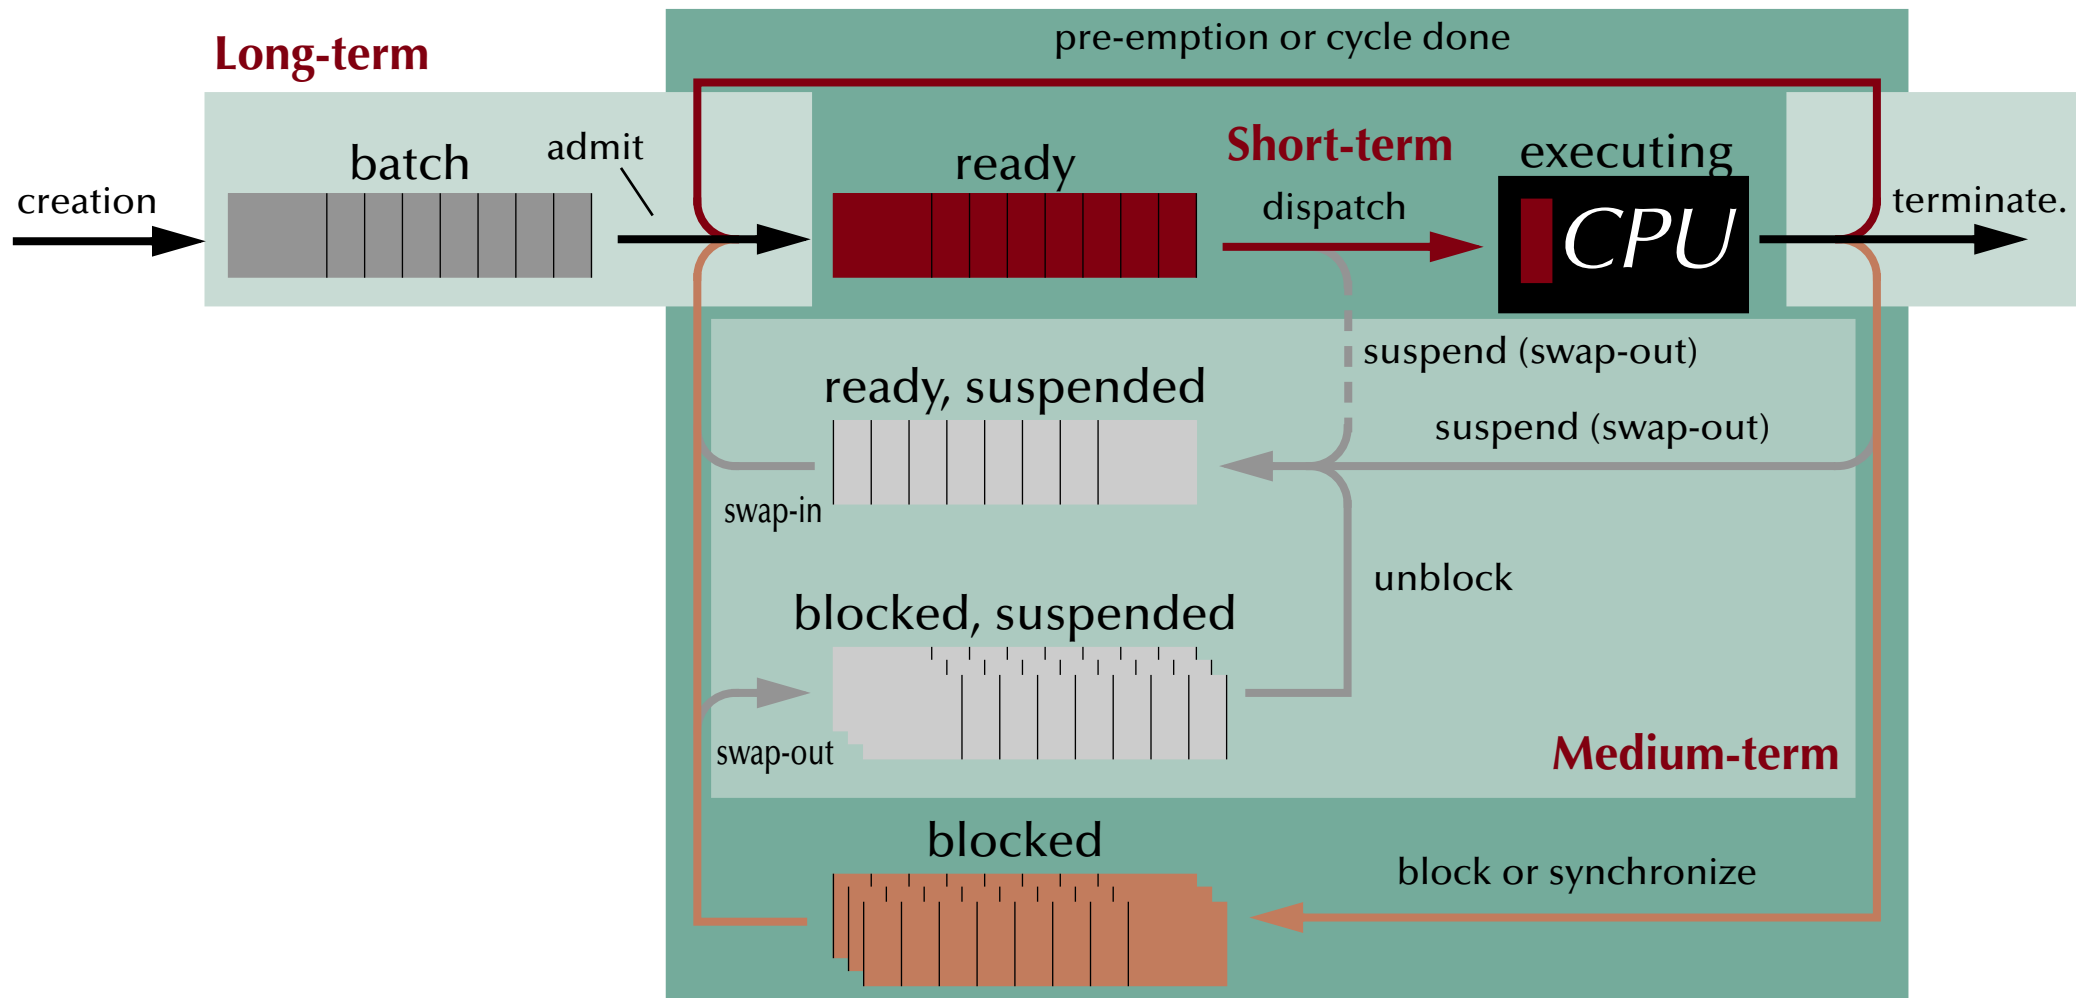 pre-emption or cycle done
Long-term
batch
admit
ready
Short-term
executing
creation
dispatch
CPU
terminate.
suspend (swap-out)
ready, suspended
suspend (swap-out)
swap-in
unblock
blocked, suspended
swap-out
Medium-term
blocked
block or synchronize